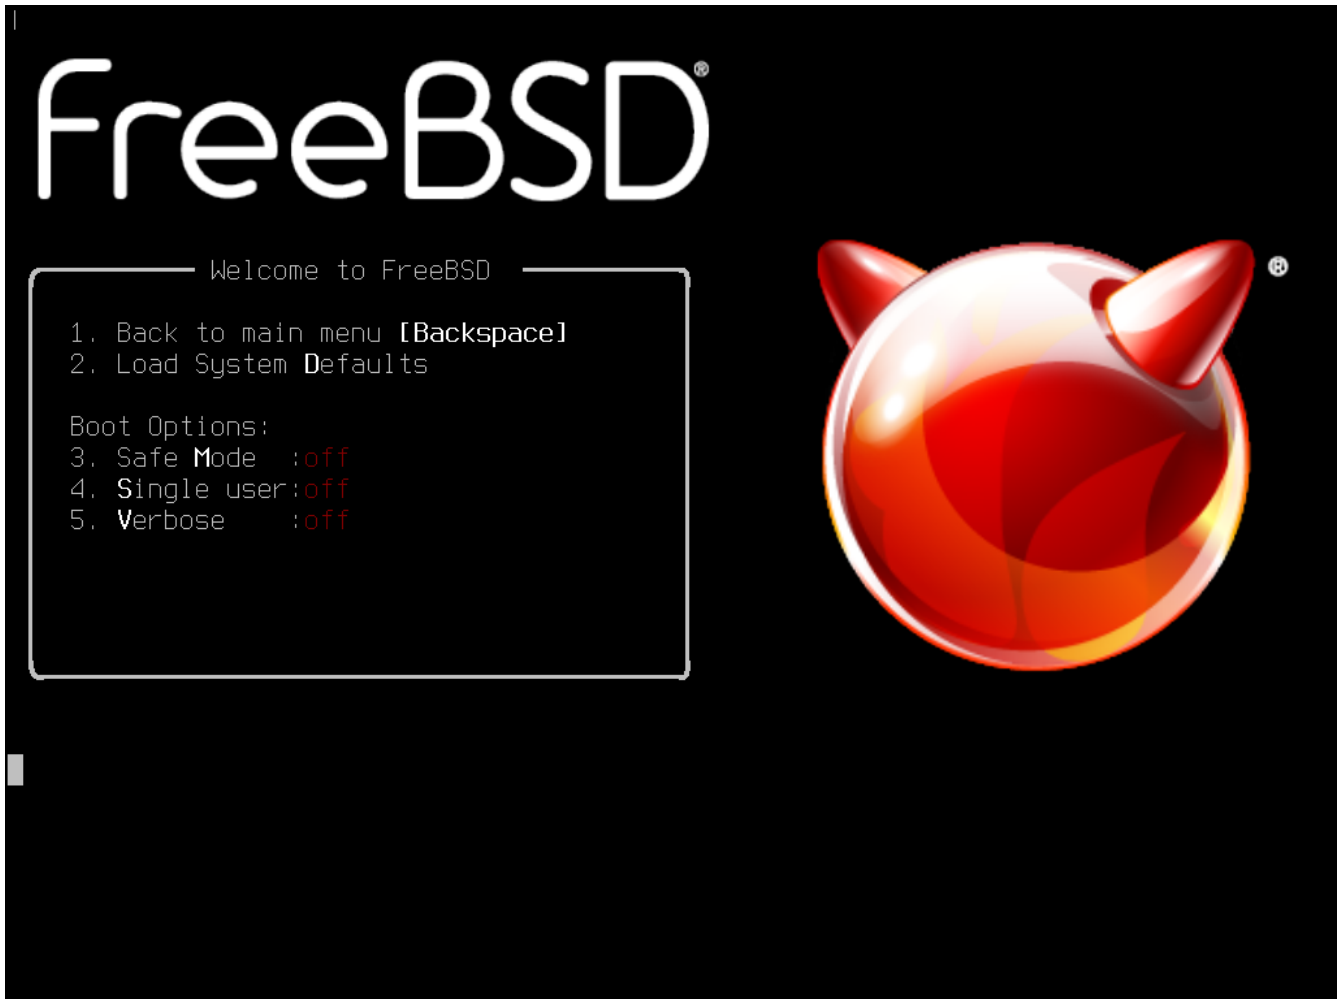 FreeBSD®
Welcome to FreeBSD
1. Back to main menu [Backspace]
2. Load System Defaults
Boot Options:
3. Safe Mode  :off
4. Single user:off
5. Verbose    :off
®